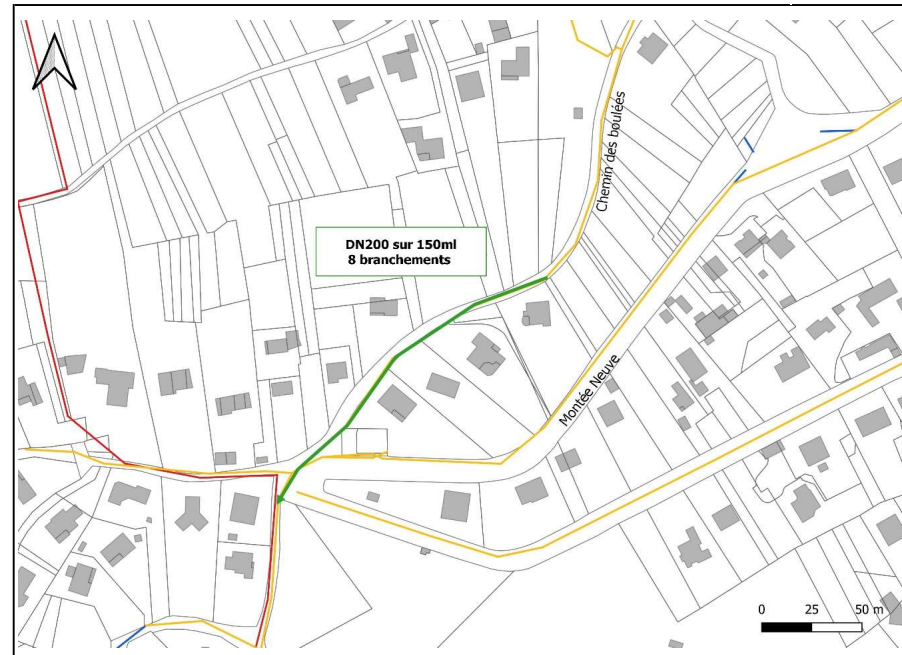 Chemin des boulées
DN200 sur 150ml
8 branchements
Montée Neuve
0 25 50 m